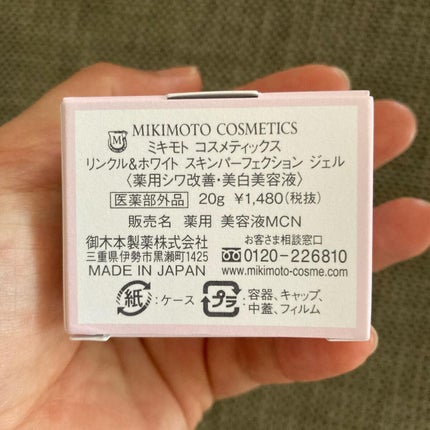 MIKIMOTO COSMETICS
ミキモト コスメティックス
リンクル&ホワイト スキンパーフェクション ジェル
〈薬用シワ改善・美白美容液〉
医薬部外品 20g ¥1,480(税抜)
販売名 薬用 美容液MCN
御木本製薬株式会社 お客さま相談窓口
三重県伊勢市黒瀬町1425 0120-226810
MADE IN JAPAN www.mikimoto-cosme.com
紙 :ケース プラ :容器、キャップ、
中蓋、フィルム